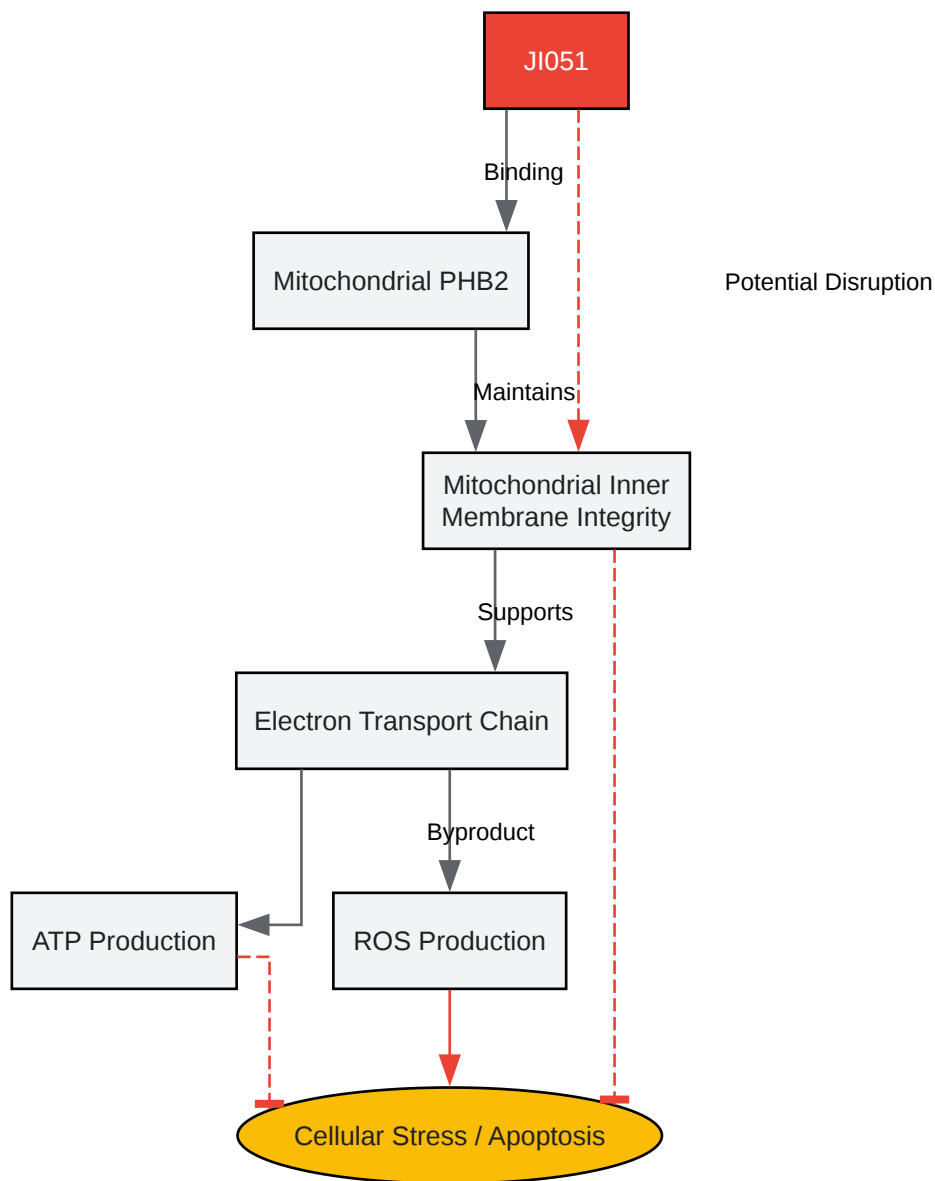 JI051
Binding
Mitochondrial PHB2
Potential Disruption
Maintains
Mitochondrial Inner
Membrane Integrity
Supports
Electron Transport Chain
Byproduct
ATP Production
ROS Production
Cellular Stress / Apoptosis